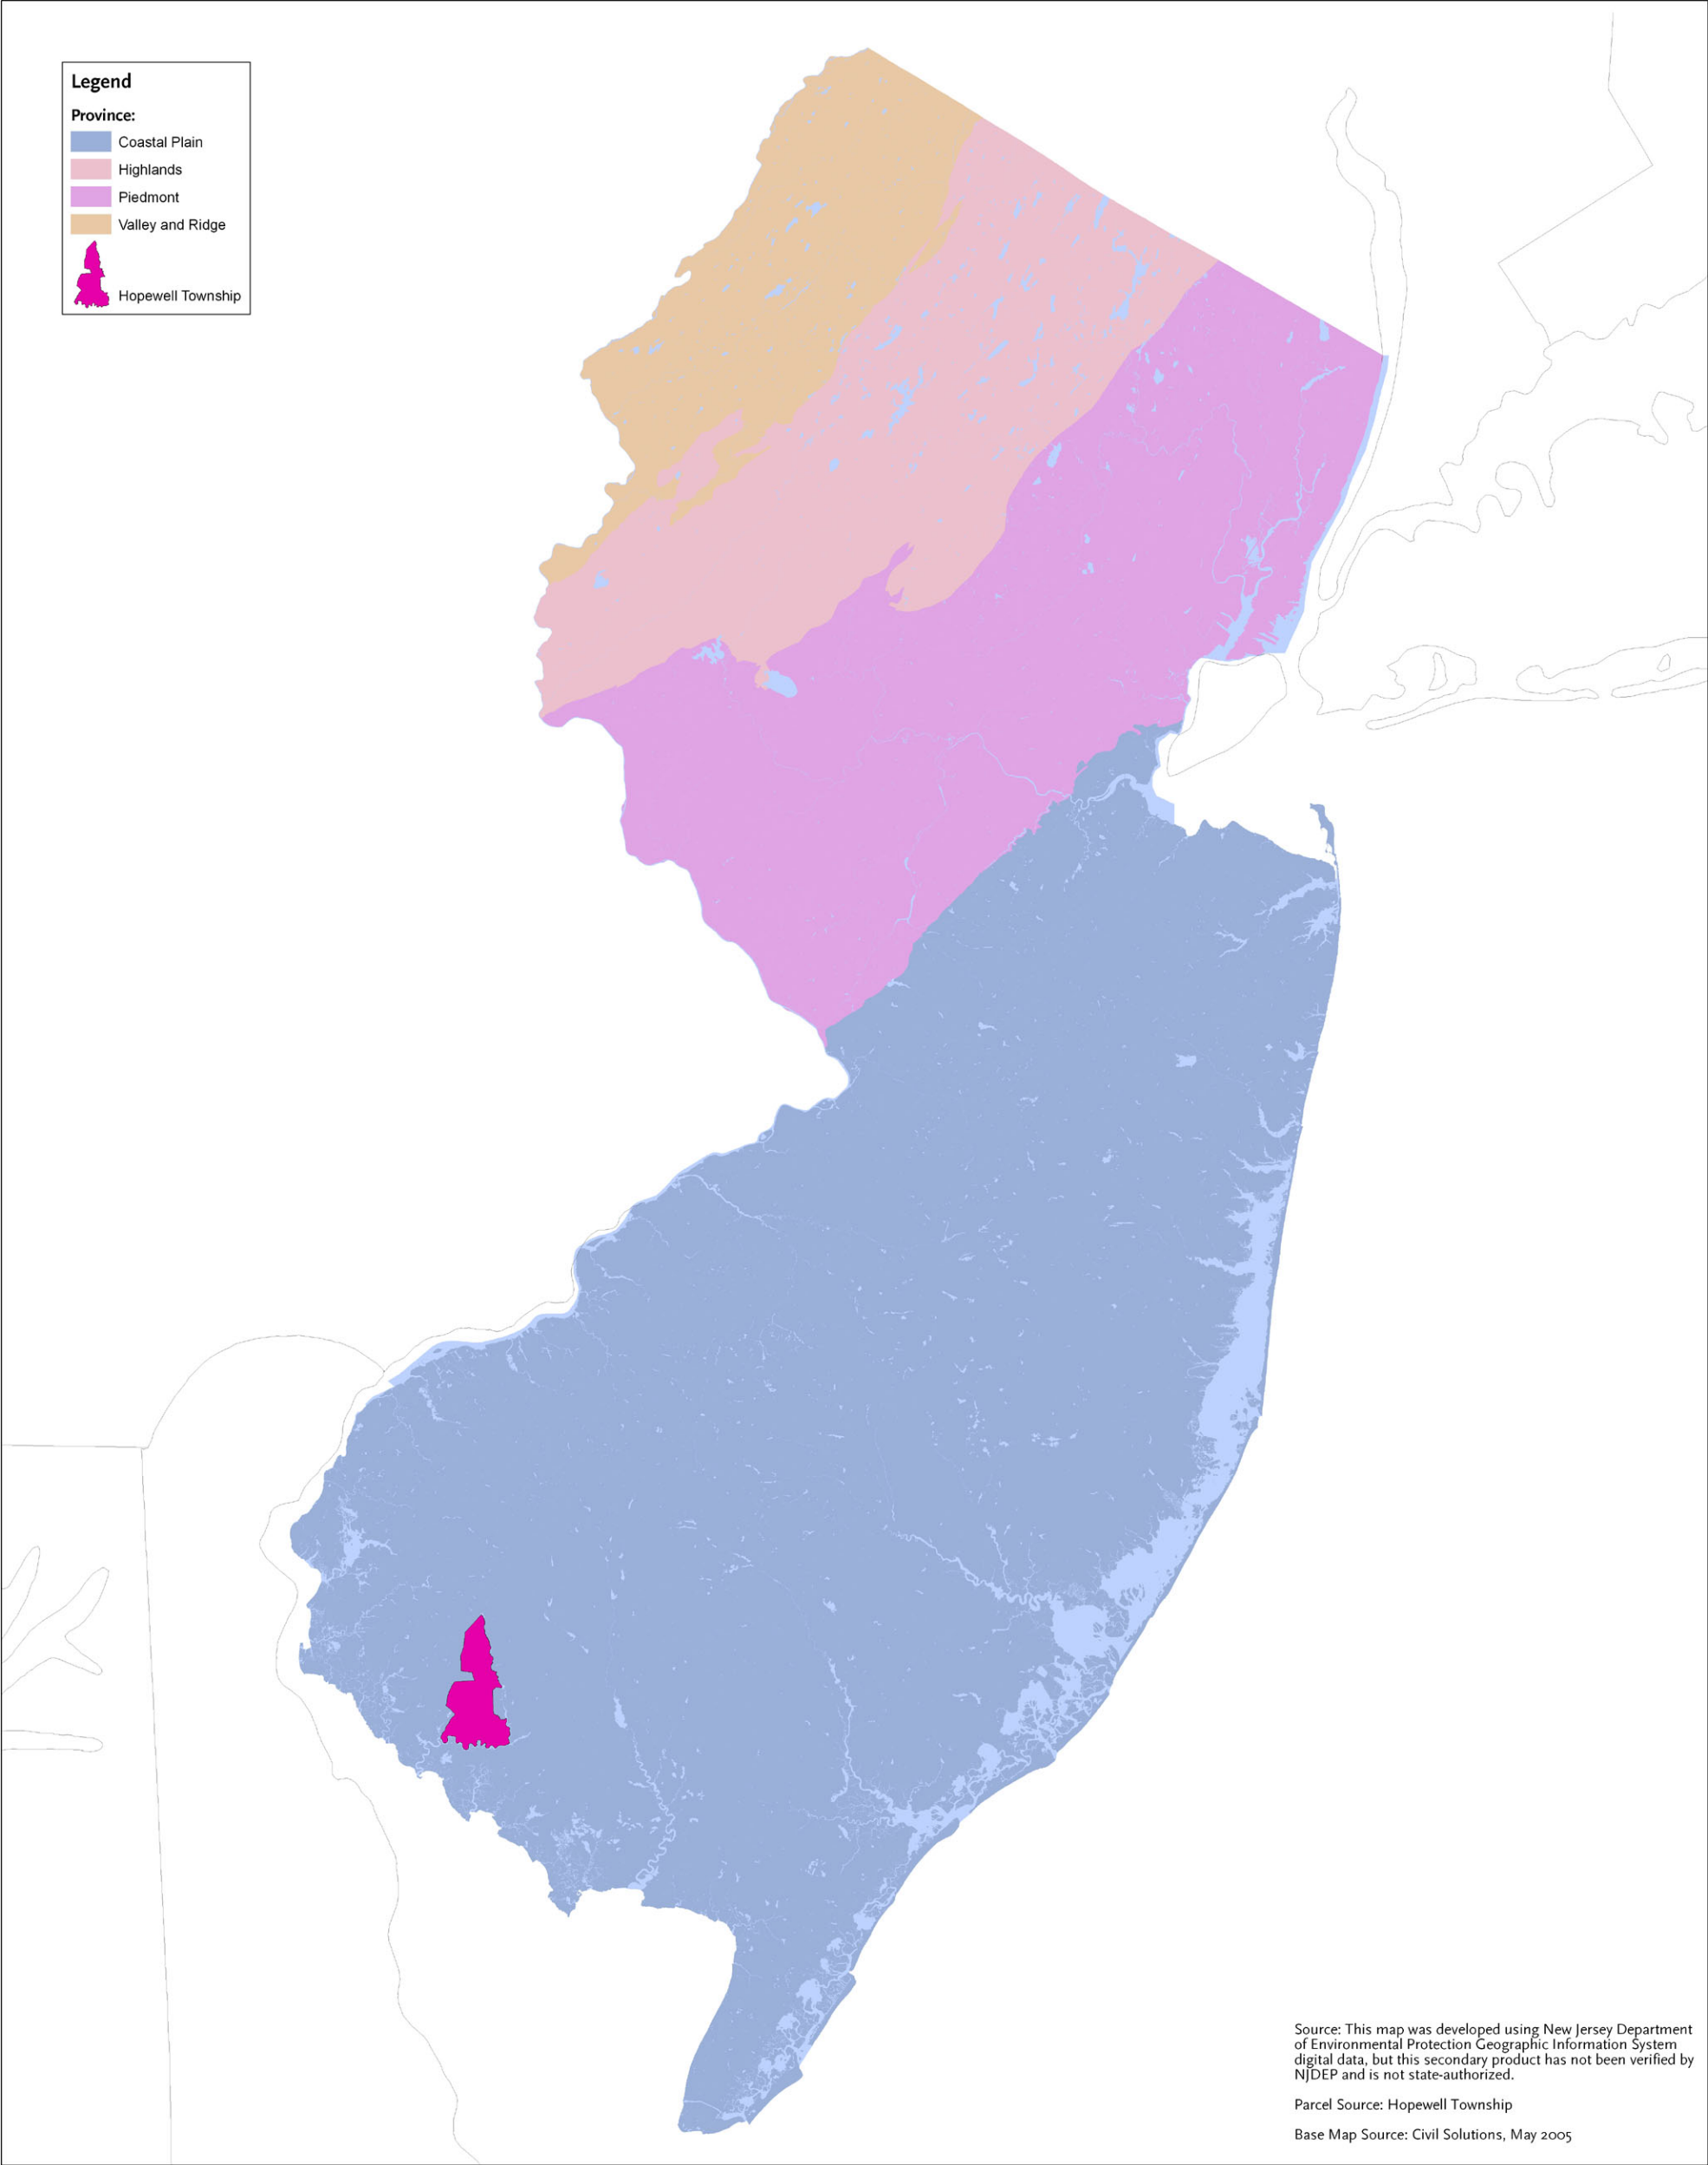 Legend
Province:
Coastal Plain
Highlands
Piedmont
Valley and Ridge
Hopewell Township
Source: This map was developed using New Jersey Department
of Environmental Protection Geographic Information System
digital data, but this secondary product has not been verified by
NJDEP and is not state-authorized.
Parcel Source: Hopewell Township
Base Map Source: Civil Solutions, May 2005